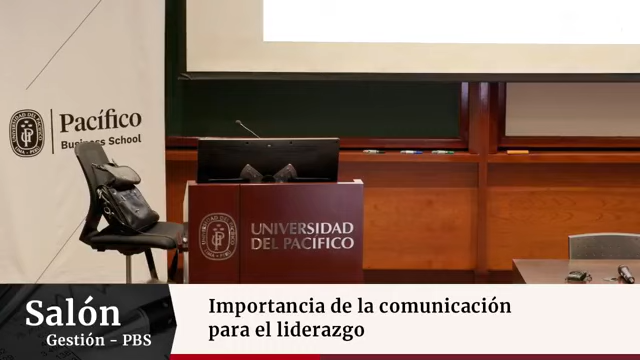 Pacífico
Business School
UNIVERSIDAD
DEL PACÍFICO
Salón
Gestión - PBS
Importancia de la comunicación
para el liderazgo